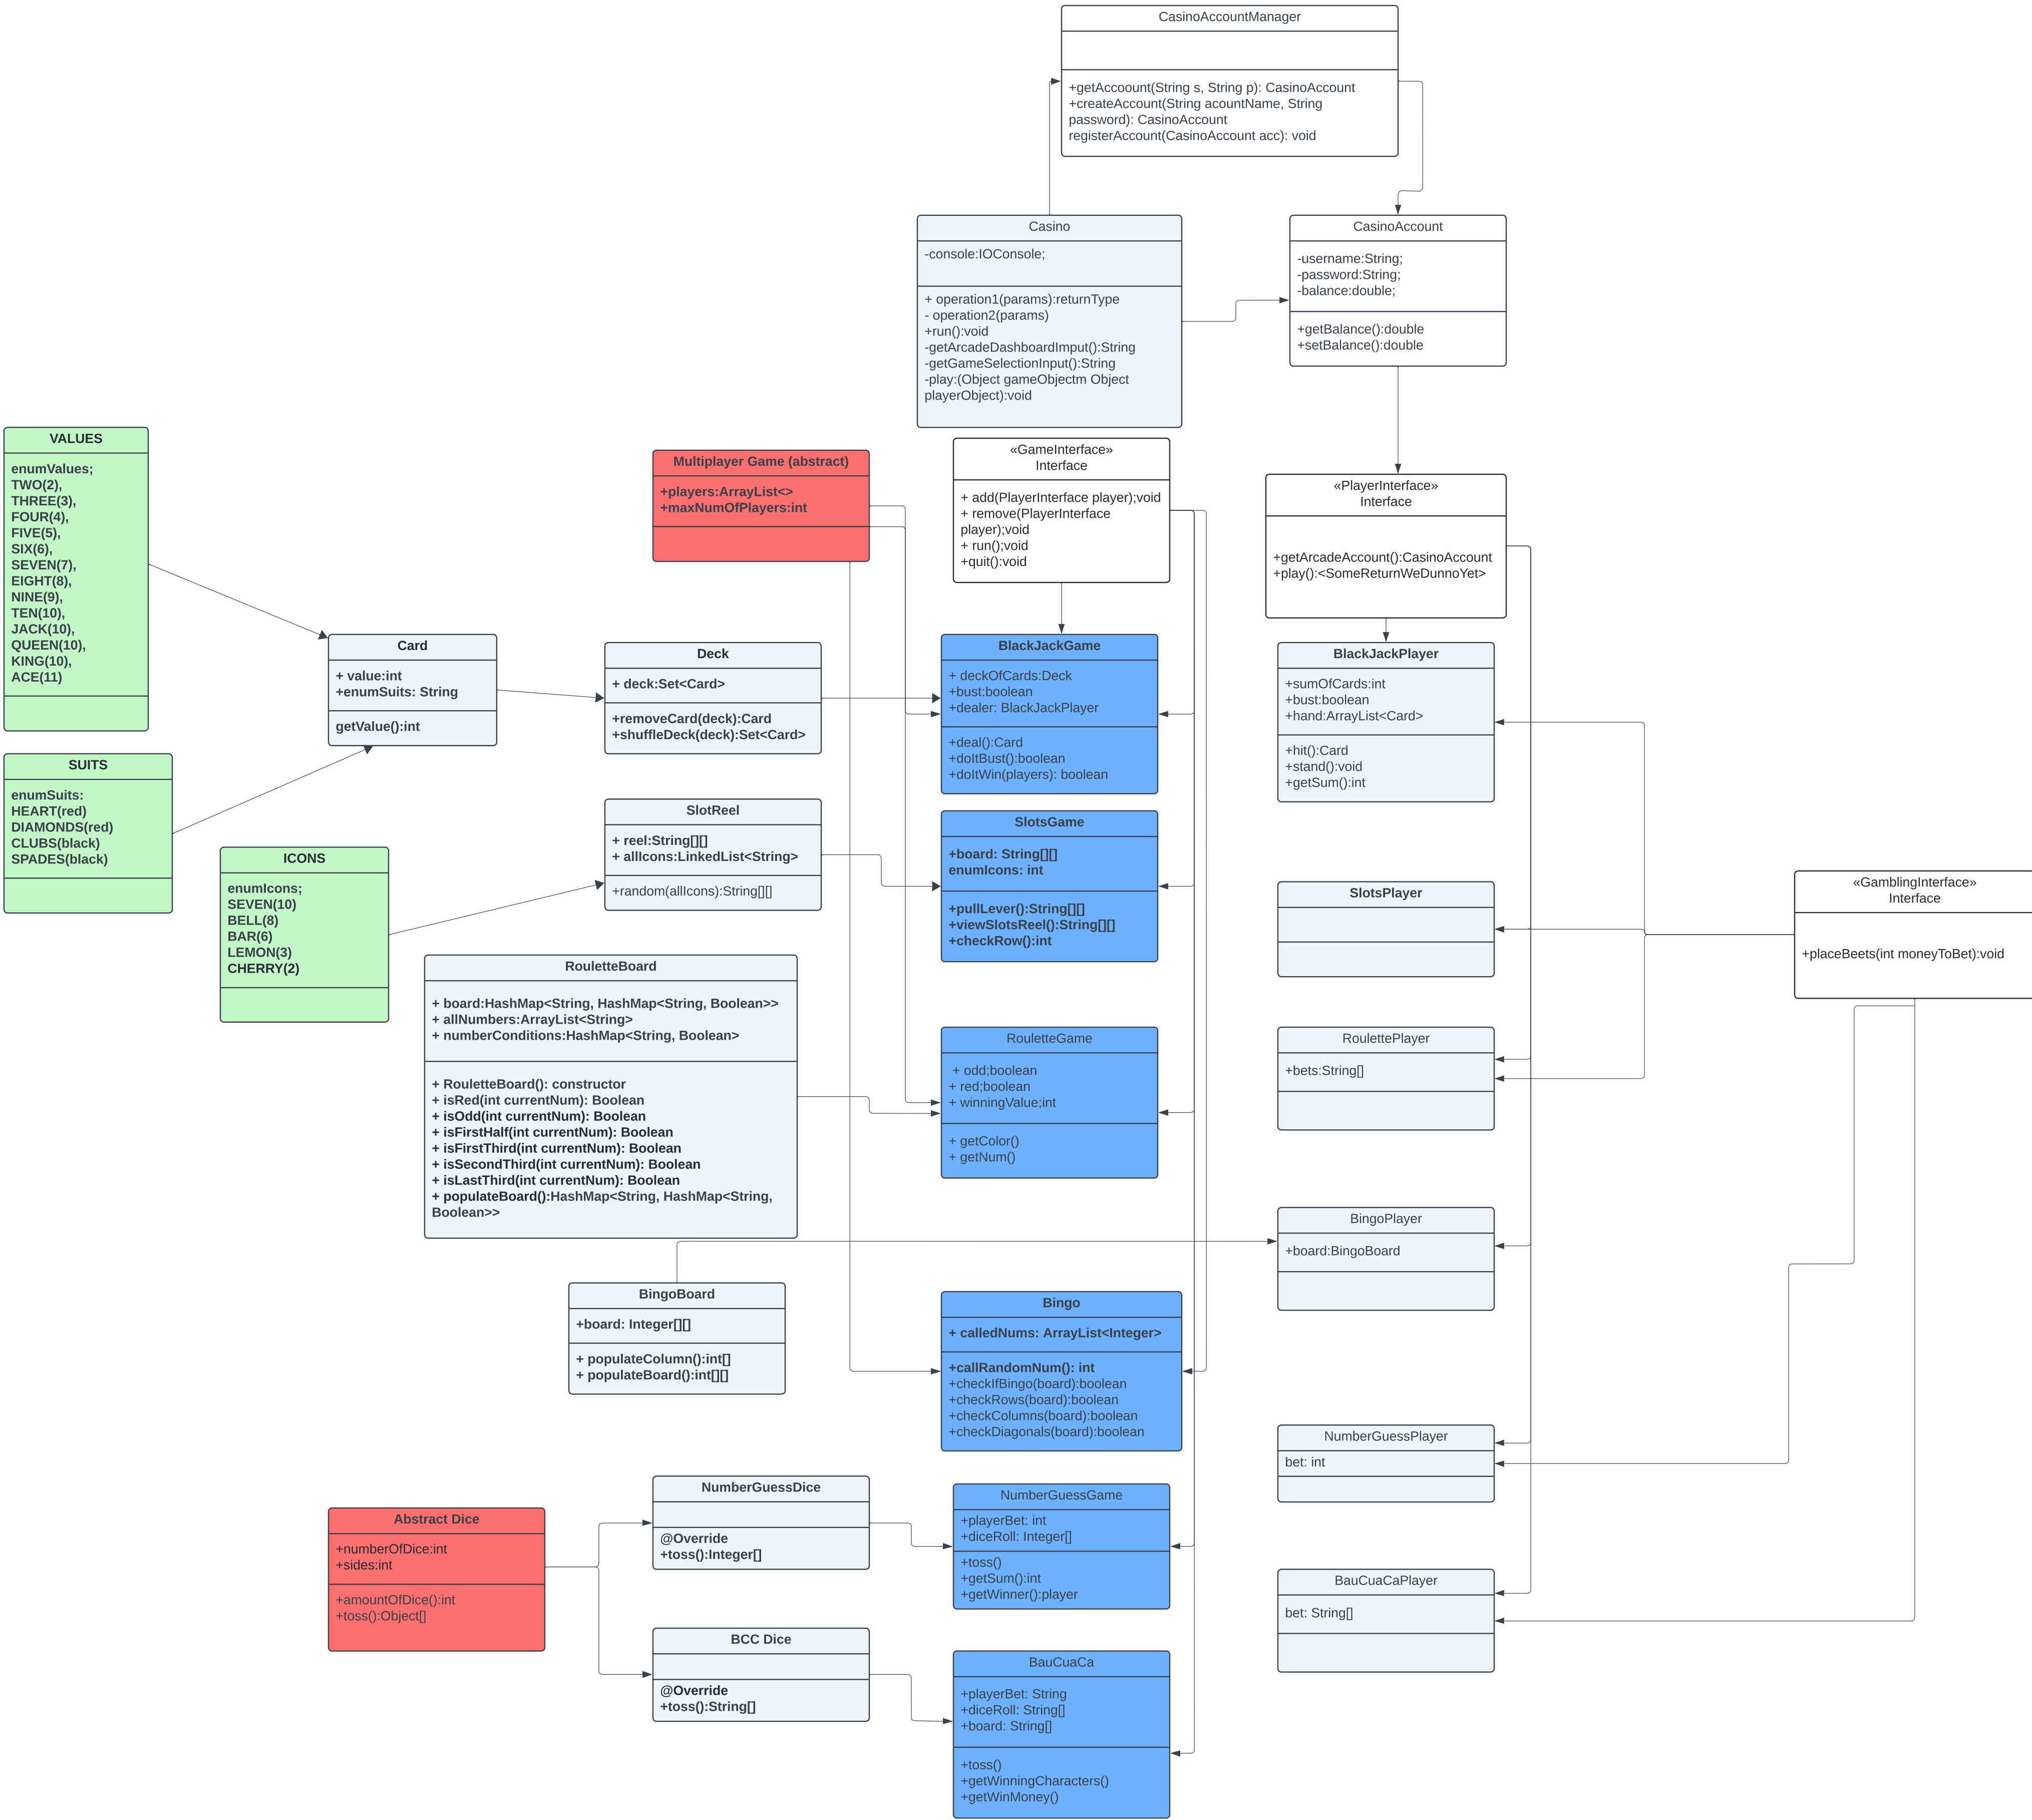 CasinoAccountManager
+getAccoount(String s, String p): CasinoAccount
+createAccount(String acountName, String
password): CasinoAccount
registerAccount(CasinoAccount acc): void
Casino
-console:IOConsole;
+ operation1(params):returnType
- operation2(params)
+run():void
-getArcadeDashboardImput():String
-getGameSelectionInput():String
-play:(Object gameObjectm Object
playerObject):void
CasinoAccount
-username:String;
-password:String;
-balance:double;
+getBalance():double
+setBalance():double
VALUES
enumValues;
TWO(2),
THREE(3),
FOUR(4),
FIVE(5),
SIX(6),
SEVEN(7),
EIGHT(8),
NINE(9),
TEN(10),
JACK(10),
QUEEN(10),
KING(10),
ACE(11)
Multiplayer Game (abstract)
+players:ArrayList<>
+maxNumOfPlayers:int
«GameInterface»
Interface
+ add(PlayerInterface player);void
+ remove(PlayerInterface
player);void
+ run();void
+quit():void
«PlayerInterface»
Interface
+getArcadeAccount():CasinoAccount
+play():<SomeReturnWeDunnoYet>
Card
+ value:int
+enumSuits: String
getValue():int
Deck
+ deck:Set<Card>
+removeCard(deck):Card
+shuffleDeck(deck):Set<Card>
BlackJackGame
+ deckOfCards:Deck
+bust:boolean
+dealer: BlackJackPlayer
+deal():Card
+doItBust():boolean
+doItWin(players): boolean
BlackJackPlayer
+sumOfCards:int
+bust:boolean
+hand:ArrayList<Card>
+hit():Card
+stand():void
+getSum():int
SUITS
enumSuits:
HEART(red)
DIAMONDS(red)
CLUBS(black)
SPADES(black)
ICONS
enumIcons;
SEVEN(10)
BELL(8)
BAR(6)
LEMON(3)
CHERRY(2)
SlotReel
+ reel:String[][]
+ allIcons:LinkedList<String>
+random(allIcons):String[][]
SlotsGame
+board: String[][]
enumIcons: int
+pullLever():String[][]
+viewSlotsReel():String[][]
+checkRow():int
SlotsPlayer
«GamblingInterface»
Interface
+placeBeets(int moneyToBet):void
RouletteBoard
+ board:HashMap<String, HashMap<String, Boolean>>
+ allNumbers:ArrayList<String>
+ numberConditions:HashMap<String, Boolean>
+ RouletteBoard(): constructor
+ isRed(int currentNum): Boolean
+ isOdd(int currentNum): Boolean
+ isFirstHalf(int currentNum): Boolean
+ isFirstThird(int currentNum): Boolean
+ isSecondThird(int currentNum): Boolean
+ isLastThird(int currentNum): Boolean
+ populateBoard():HashMap<String, HashMap<String,
Boolean>>
RouletteGame
+ odd;boolean
+ red;boolean
+ winningValue;int
+ getColor()
+ getNum()
RoulettePlayer
+bets:String[]
BingoPlayer
+board:BingoBoard
BingoBoard
+board: Integer[][]
+ populateColumn():int[]
+ populateBoard():int[][]
Bingo
+ calledNums: ArrayList<Integer>
+callRandomNum(): int
+checkIfBingo(board):boolean
+checkRows(board):boolean
+checkColumns(board):boolean
+checkDiagonals(board):boolean
NumberGuessPlayer
bet: int
Abstract Dice
+numberOfDice:int
+sides:int
+amountOfDice():int
+toss():Object[]
NumberGuessDice
@Override
+toss():Integer[]
NumberGuessGame
+playerBet: int
+diceRoll: Integer[]
+toss()
+getSum():int
+getWinner():player
BauCuaCaPlayer
bet: String[]
BCC Dice
@Override
+toss():String[]
BauCuaCa
+playerBet: String
+diceRoll: String[]
+board: String[]
+toss()
+getWinningCharacters()
+getWinMoney()